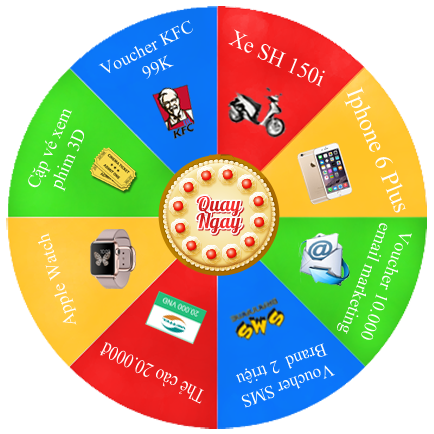 Voucher KFC
99K
KFC
Xe SH 150i
Iphone 6 Plus
Voucher 10.000
email marketing
SMS
Voucher SMS
Brand 2 triệu
20.000 VND
Thẻ cào 20.000đ
Apple Watch
Cặp vé xem
phim 3D
Quay
Ngay